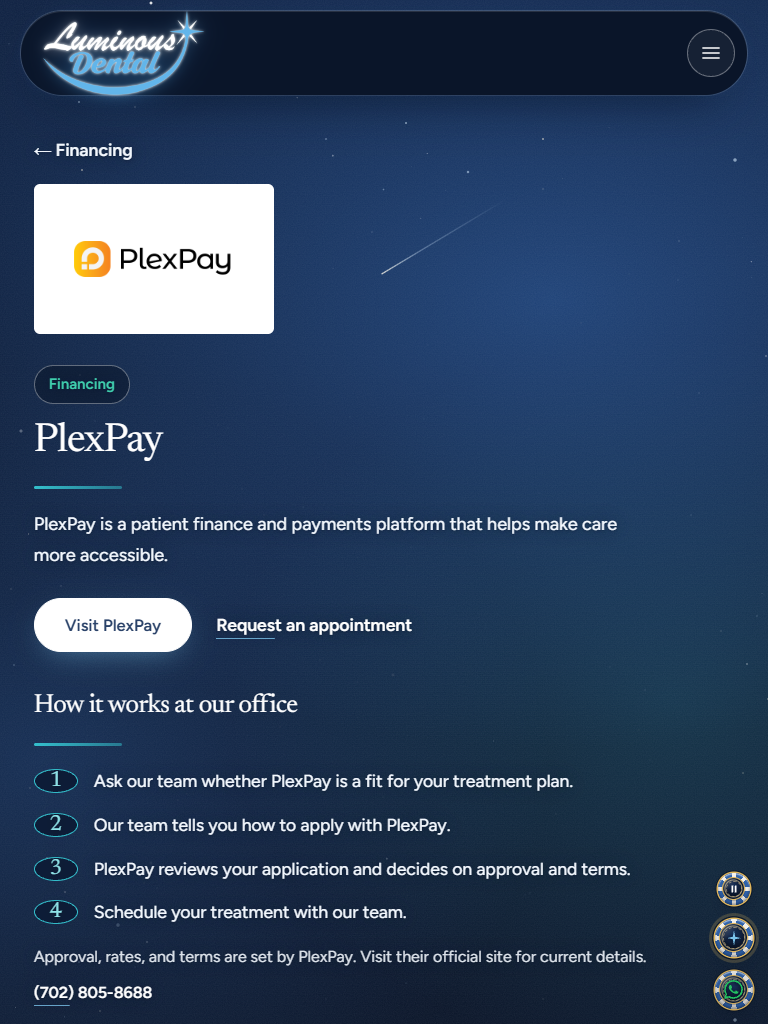 Luminous
Dental
← Financing
PlexPay
Financing
PlexPay
PlexPay is a patient finance and payments platform that helps make care
more accessible.
Visit PlexPay
Request an appointment
How it works at our office
1 Ask our team whether PlexPay is a fit for your treatment plan.
2 Our team tells you how to apply with PlexPay.
3 PlexPay reviews your application and decides on approval and terms.
4 Schedule your treatment with our team.
Approval, rates, and terms are set by PlexPay. Visit their official site for current details.
(702) 805-8688